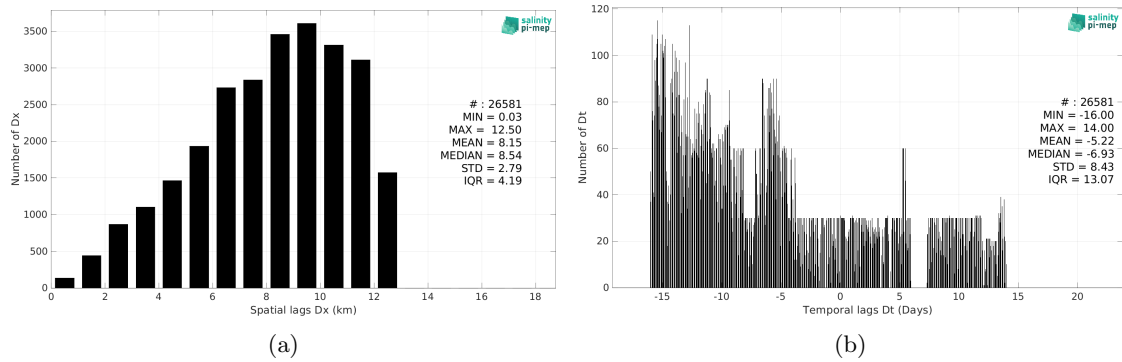 salinity
pi-mep
3500
3000
2500
2000
1500
1000
500
0
Number of Dx
# : 26581
MIN = 0.03
MAX = 12.50
MEAN = 8.15
MEDIAN = 8.54
STD = 2.79
IQR = 4.19
0 2 4 6 8 10 12 14 16 18
Spatial lags Dx (km)
(a)
salinity
pi-mep
120
100
80
60
40
20
0
Number of Dt
# : 26581
MIN = -16.00
MAX = 14.00
MEAN = -5.22
MEDIAN = -6.93
STD = 8.43
IQR = 13.07
-15 -10 -5 0 5 10 15 20
Temporal lags Dt (Days)
(b)